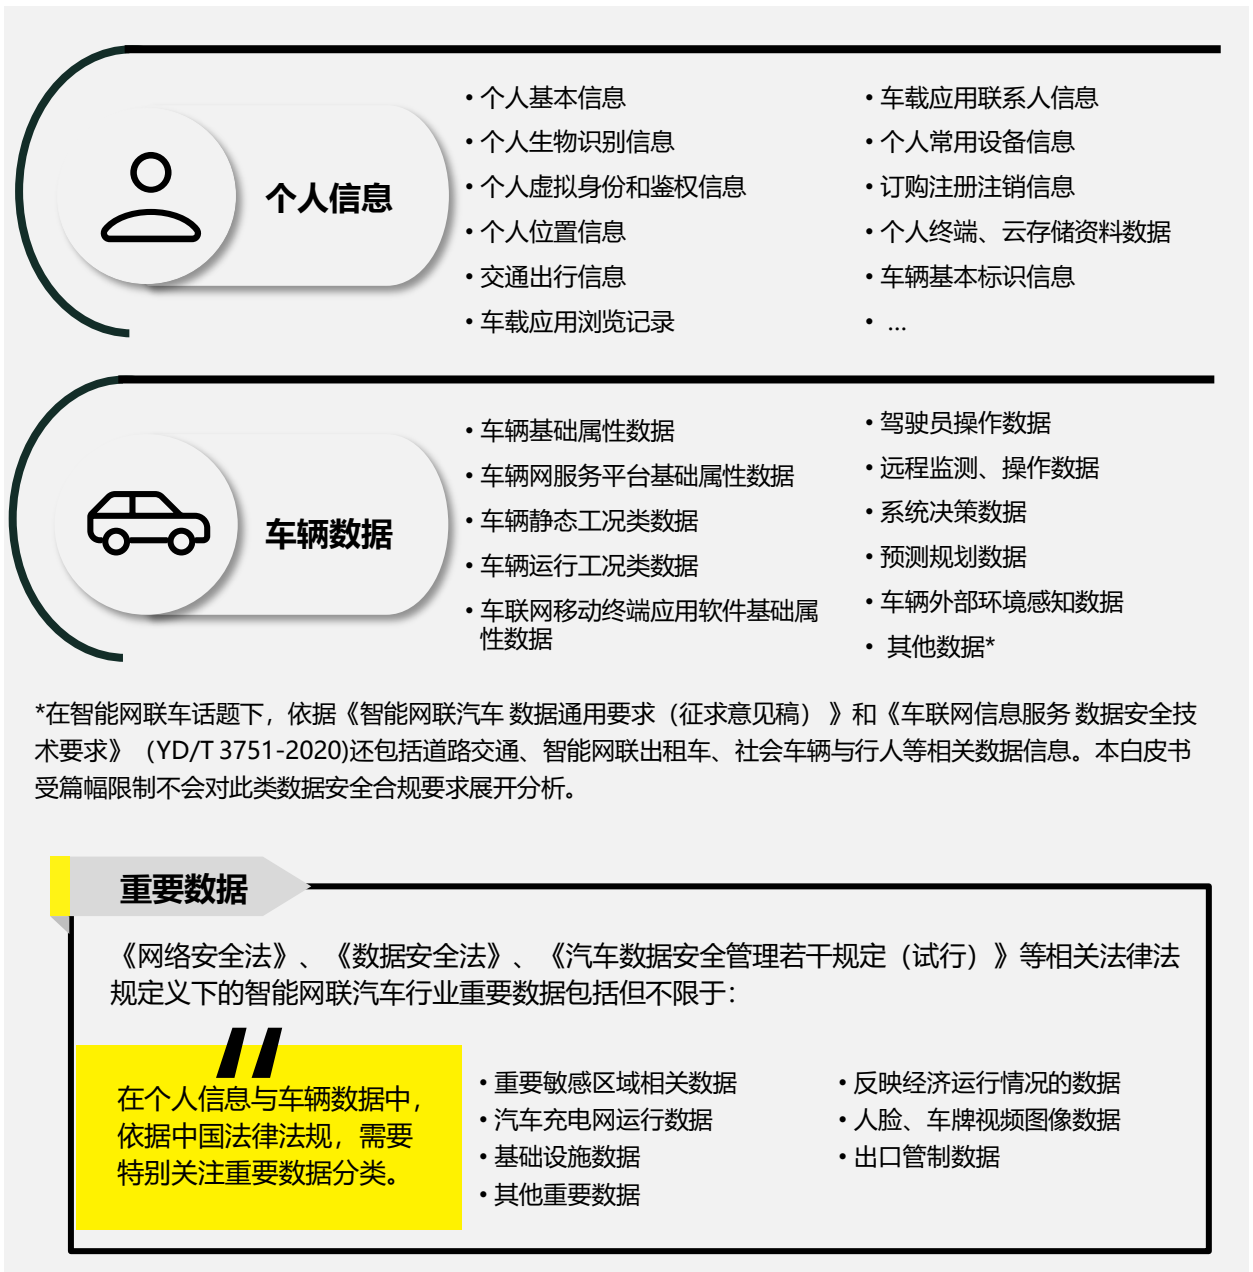 个人信息
• 个人基本信息
• 个人生物识别信息
• 个人虚拟身份和鉴权信息
• 个人位置信息
• 交通出行信息
• 车载应用浏览记录
• 车载应用联系人信息
• 个人常用设备信息
• 订购注册注销信息
• 个人终端、云存储资料数据
• 车辆基本标识信息
• ...
车辆数据
• 车辆基础属性数据
• 车辆网服务平台基础属性数据
• 车辆静态工况类数据
• 车辆运行工况类数据
• 车联网移动终端应用软件基础属
性数据
• 驾驶员操作数据
• 远程监测、操作数据
• 系统决策数据
• 预测规划数据
• 车辆外部环境感知数据
• 其他数据*
*在智能网联车话题下，依据《智能网联汽车 数据通用要求（征求意见稿） 》和《车联网信息服务 数据安全技
术要求》（YD/T 3751-2020)还包括道路交通、智能网联出租车、社会车辆与行人等相关数据信息。本白皮书
受篇幅限制不会对此类数据安全合规要求展开分析。
重要数据
《网络安全法》、《数据安全法》、《汽车数据安全管理若干规定（试行）》等相关法律法
规定义下的智能网联汽车行业重要数据包括但不限于：
在个人信息与车辆数据中，
依据中国法律法规，需要
特别关注重要数据分类。
• 重要敏感区域相关数据
• 汽车充电网运行数据
• 基础设施数据
• 其他重要数据
• 反映经济运行情况的数据
• 人脸、车牌视频图像数据
• 出口管制数据